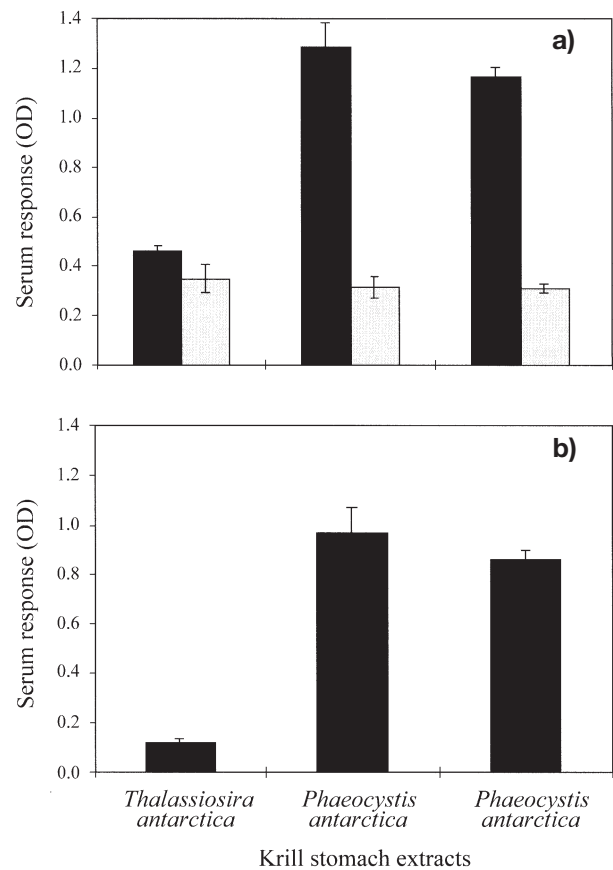 a)
Serum response (OD)
1.4
1.2
1.0
0.8
0.6
0.4
0.2
0.0
b)
Serum response (OD)
1.4
1.2
1.0
0.8
0.6
0.4
0.2
0.0
Thalassiosira Phaeocystis Phaeocystis
antarctica antarctica antarctica
Krill stomach extracts